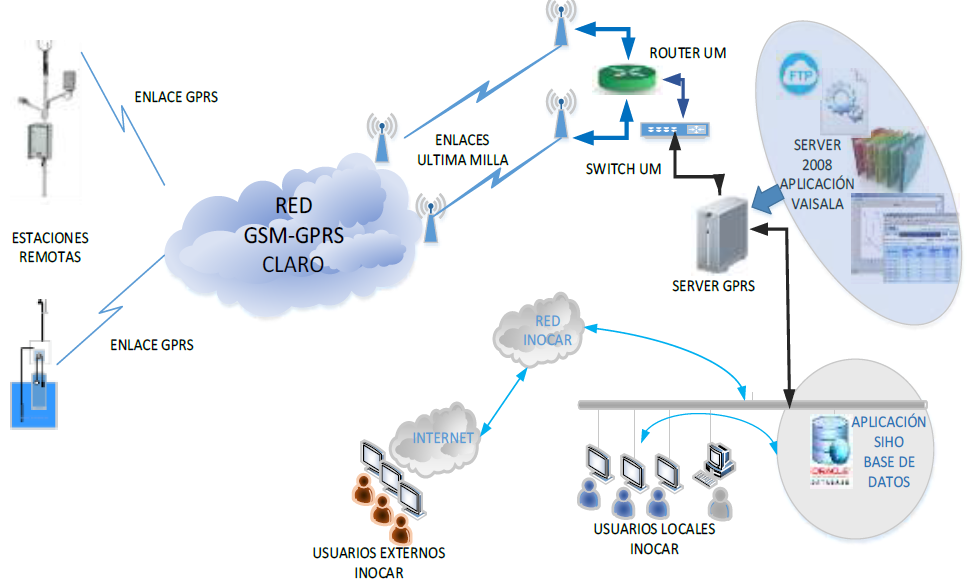 ENLACE GPRS
ESTACIONES
REMOTAS
ENLACE GPRS
RED
GSM-GPRS
CLARO
ENLACES
ULTIMA MILLA
ROUTER UM
SWITCH UM
FTP
SERVER
2008
APLICACIÓN
VAISALA
SERVER GPRS
RED
INOCAR
INTERNET
USUARIOS EXTERNOS
INOCAR
USUARIOS LOCALES
INOCAR
ORACLE
DATABASE
APLICACIÓN
SIHO
BASE DE
DATOS